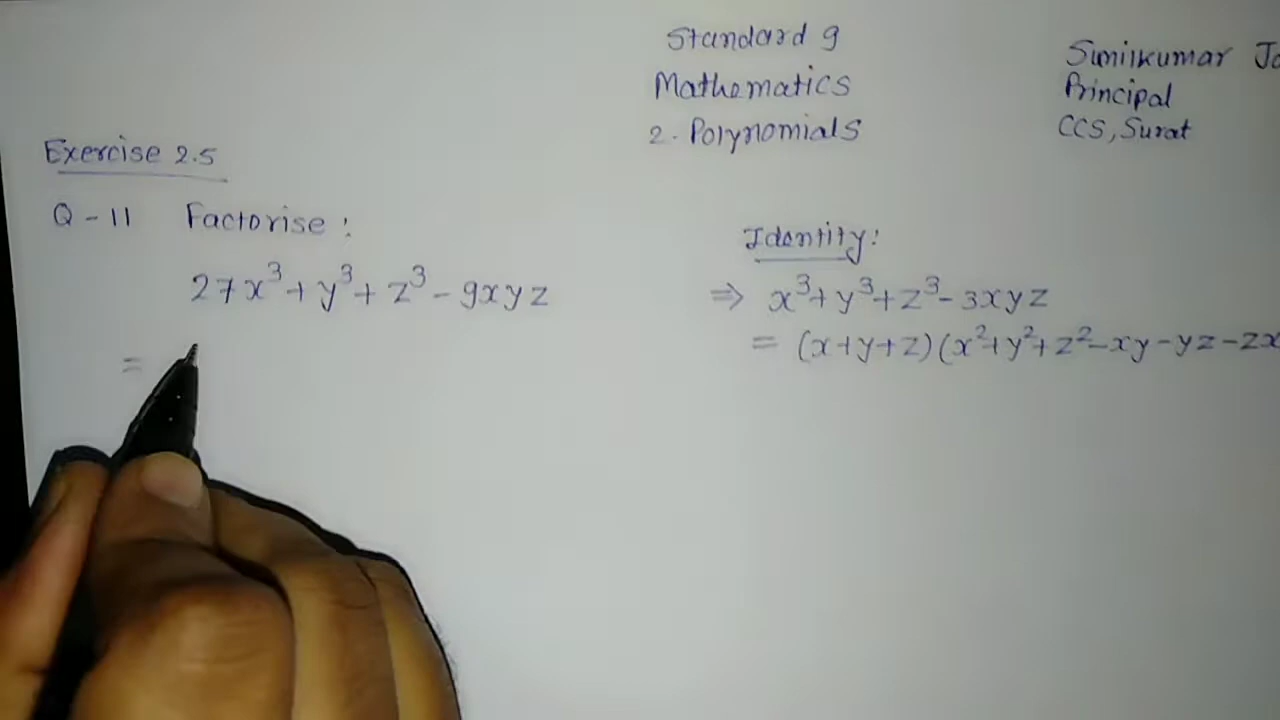 Standard 9
Mathematics
2. Polynomials
Sunilkumar
Principal
CCS, Surat
Exercise 2.5
Q - 11 Factorise :
27x³ + y³ + z³ - 9xyz
=
Identity:
⇒ x³ + y³ + z³ - 3xyz
= (x+y+z) (x²+y²+z²-xy-yz-zx